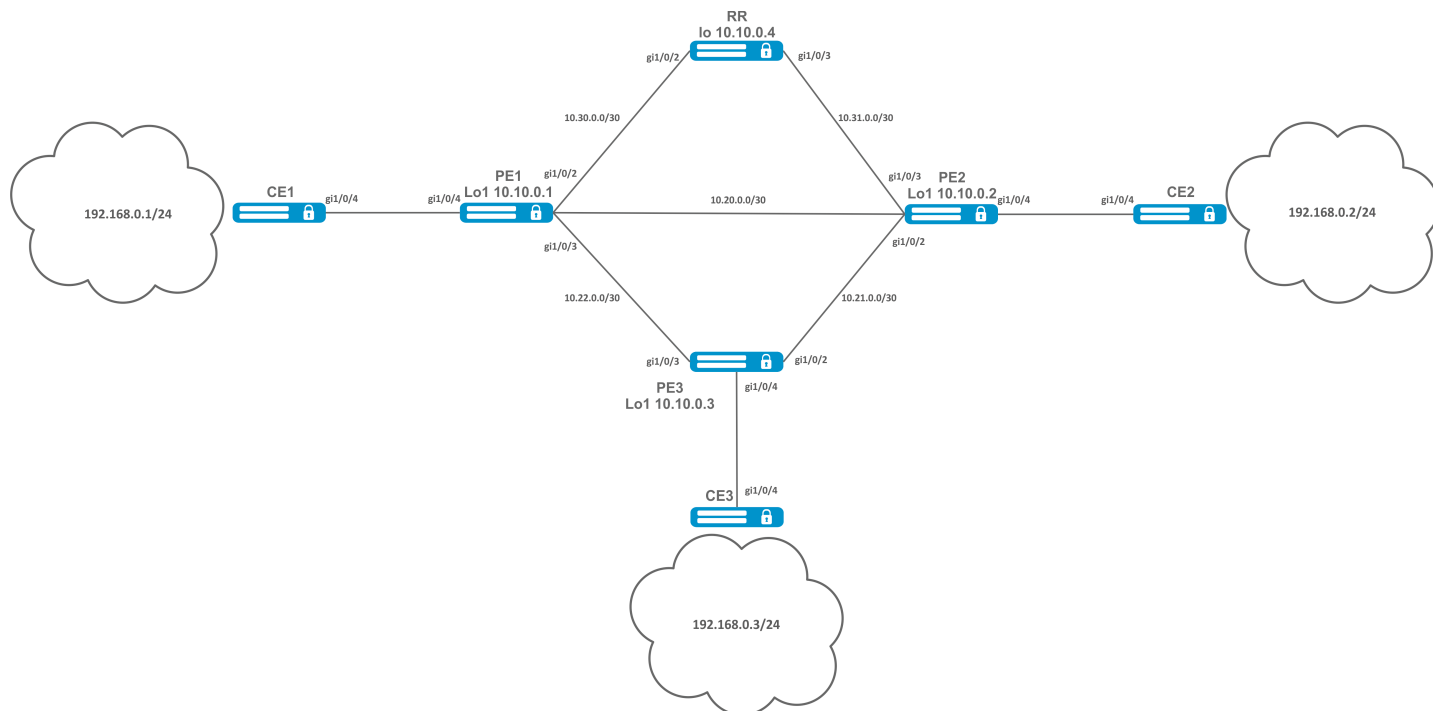 RR
lo 10.10.0.4
gi1/0/2
gi1/0/3
10.30.0.0/30
10.31.0.0/30
PE1
Lo1 10.10.0.1
gi1/0/2
gi1/0/3
PE2
Lo1 10.10.0.2
CE1
gi1/0/4
gi1/0/4
10.20.0.0/30
gi1/0/4
gi1/0/4
CE2
192.168.0.1/24
192.168.0.2/24
gi1/0/3
gi1/0/2
10.22.0.0/30
10.21.0.0/30
gi1/0/3
gi1/0/2
PE3
Lo1 10.10.0.3
gi1/0/4
CE3
gi1/0/4
192.168.0.3/24